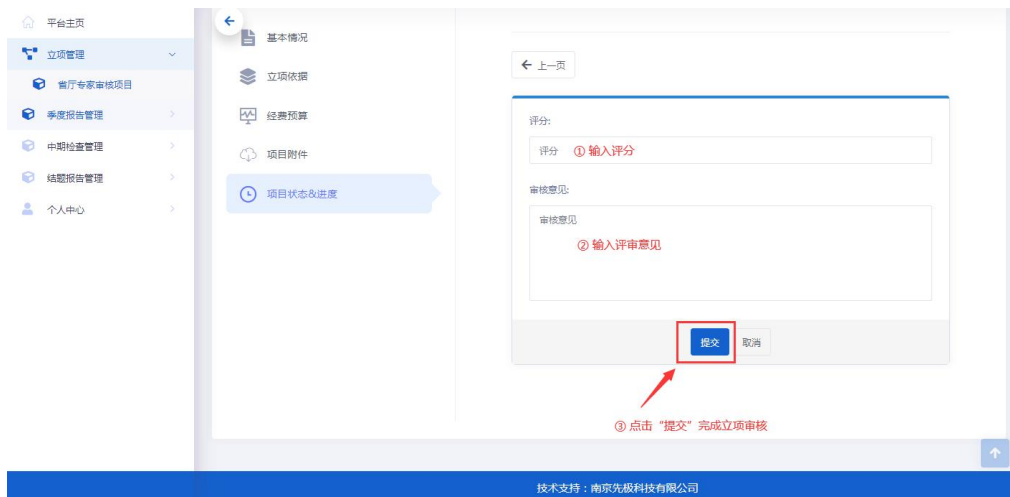 平台主页
立项管理
省厅专家审核项目
季度报告管理
中期检查管理
结题报告管理
个人中心
基本情况
立项依据
经费预算
项目附件
项目状态&进度
上一页
评分:
评分 ① 输入评分
审核意见:
审核意见
② 输入评审意见
提交 取消
③ 点击“提交”完成立项审核
技术支持：南京先极科技有限公司